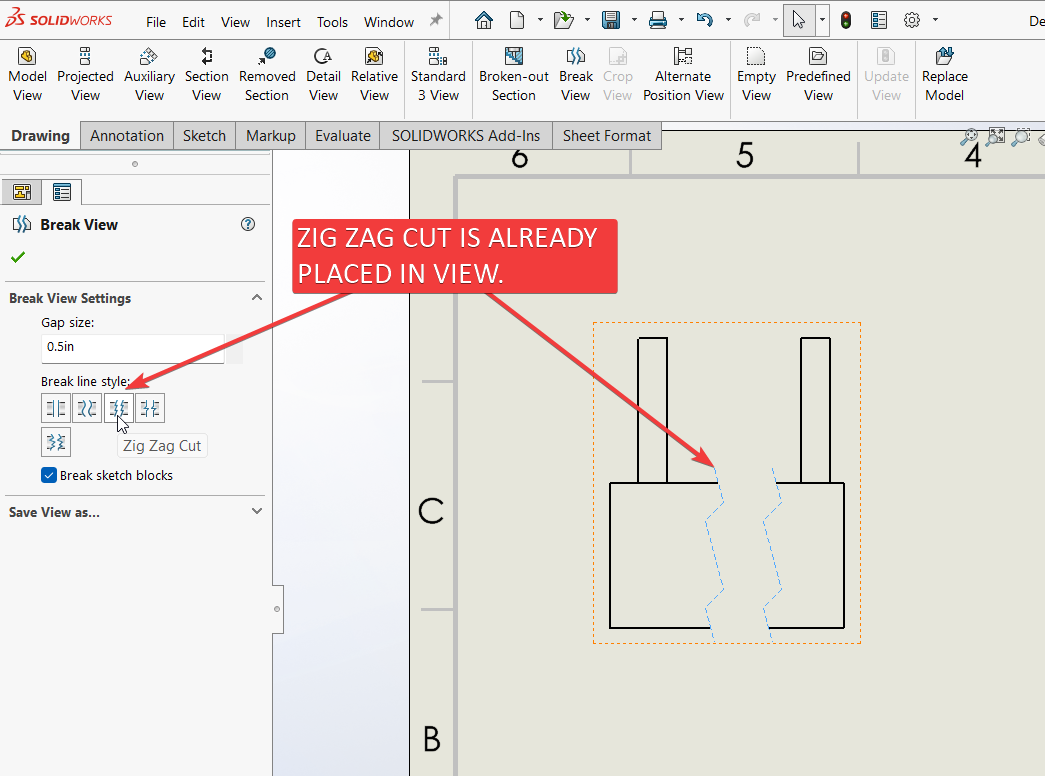 SOLIDWORKS File Edit View Insert Tools Window De
Model View
Projected View
Auxiliary View
Section View
Removed Section
Detail View
Relative View
Standard 3 View
Broken-out Section
Break View
Crop View
Alternate Position View
Empty View
Predefined View
Update View
Replace Model
Drawing Annotation Sketch Markup Evaluate SOLIDWORKS Add-Ins Sheet Format
6 5 4
Break View
ZIG ZAG CUT IS ALREADY
PLACED IN VIEW.
Break View Settings
Gap size:
0.5in
Break line style:
Zig Zag Cut
Break sketch blocks
Save View as...
C
B